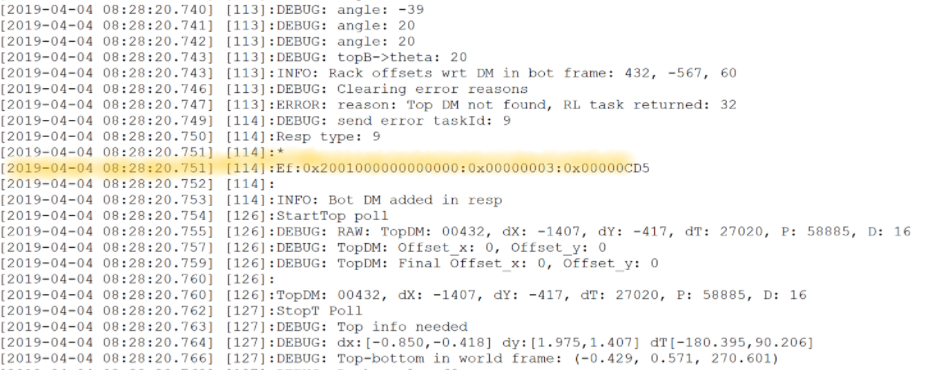 [2019-04-04 08:28:20.740] [113]:DEBUG: angle: -39
[2019-04-04 08:28:20.741] [113]:DEBUG: angle: 20
[2019-04-04 08:28:20.742] [113]:DEBUG: angle: 20
[2019-04-04 08:28:20.743] [113]:DEBUG: topB->theta: 20
[2019-04-04 08:28:20.743] [113]:INFO: Rack offsets wrt DM in bot frame: 432, -567, 60
[2019-04-04 08:28:20.746] [113]:DEBUG: Clearing error reasons
[2019-04-04 08:28:20.747] [113]:ERROR: reason: Top DM not found, RL task returned: 32
[2019-04-04 08:28:20.749] [114]:DEBUG: send error taskId: 9
[2019-04-04 08:28:20.750] [114]:Resp type: 9
[2019-04-04 08:28:20.751] [114]:*
[2019-04-04 08:28:20.751] [114]:Ef:0x2001000000000000:0x00000003:0x00000CD5
[2019-04-04 08:28:20.752] [114]:
[2019-04-04 08:28:20.753] [114]:INFO: Bot DM added in resp
[2019-04-04 08:28:20.754] [126]:StartTop poll
[2019-04-04 08:28:20.755] [126]:DEBUG: RAW: TopDM: 00432, dX: -1407, dY: -417, dT: 27020, P: 58885, D: 16
[2019-04-04 08:28:20.757] [126]:DEBUG: TopDM: Offset_x: 0, Offset_y: 0
[2019-04-04 08:28:20.759] [126]:DEBUG: TopDM: Final Offset_x: 0, Offset_y: 0
[2019-04-04 08:28:20.760] [126]:
[2019-04-04 08:28:20.760] [126]:TopDM: 00432, dX: -1407, dY: -417, dT: 27020, P: 58885, D: 16
[2019-04-04 08:28:20.762] [127]:StopT Poll
[2019-04-04 08:28:20.763] [127]:DEBUG: Top info needed
[2019-04-04 08:28:20.764] [127]:DEBUG: dx:[-0.850,-0.418] dy:[1.975,1.407] dT[-180.395,90.206]
[2019-04-04 08:28:20.766] [127]:DEBUG: Top-bottom in world frame: (-0.429, 0.571, 270.601)